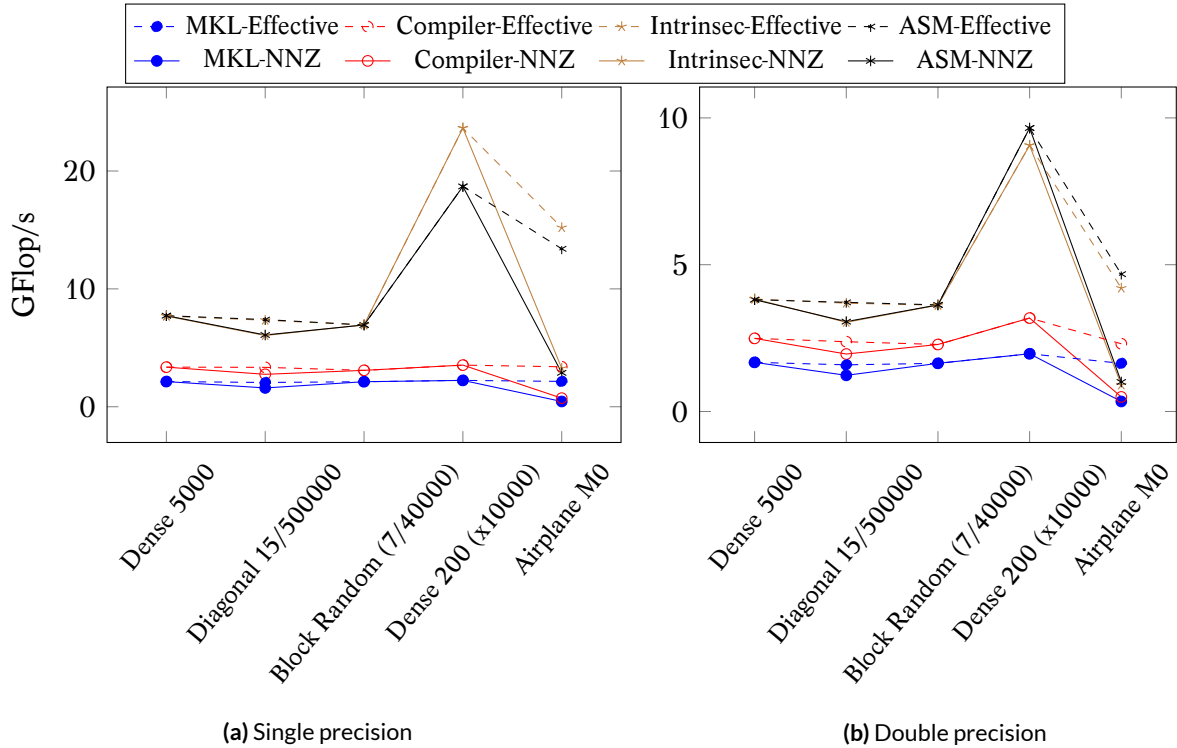 MKL-Effective Compiler-Effective Intrinsec-Effective ASM-Effective
MKL-NNZ Compiler-NNZ Intrinsec-NNZ ASM-NNZ
GFlop/s
20
10
0
Dense 5000
Diagonal 15/500000
Block Random (7/40000)
Dense 200 (x10000)
Airplane M0
(a) Single precision
10
5
0
Dense 5000
Diagonal 15/500000
Block Random (7/40000)
Dense 200 (x10000)
Airplane M0
(b) Double precision